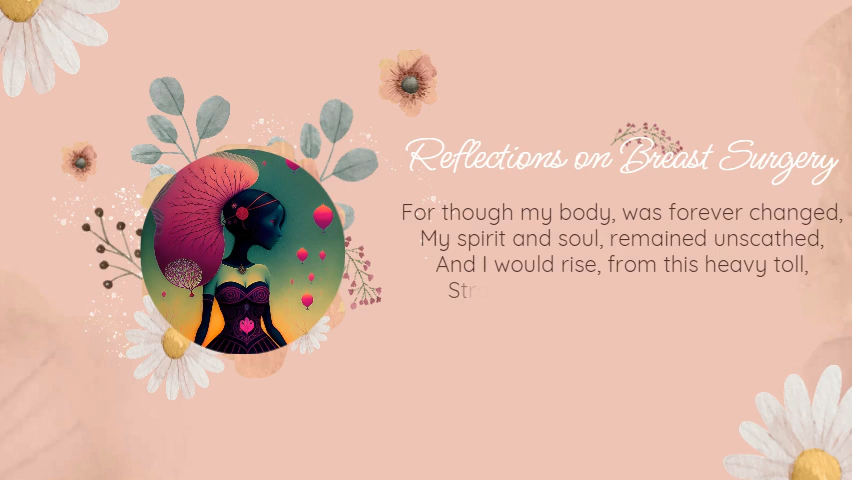 Reflections on Breast Surgery
For though my body, was forever changed,
My spirit and soul, remained unscathed,
And I would rise, from this heavy toll,